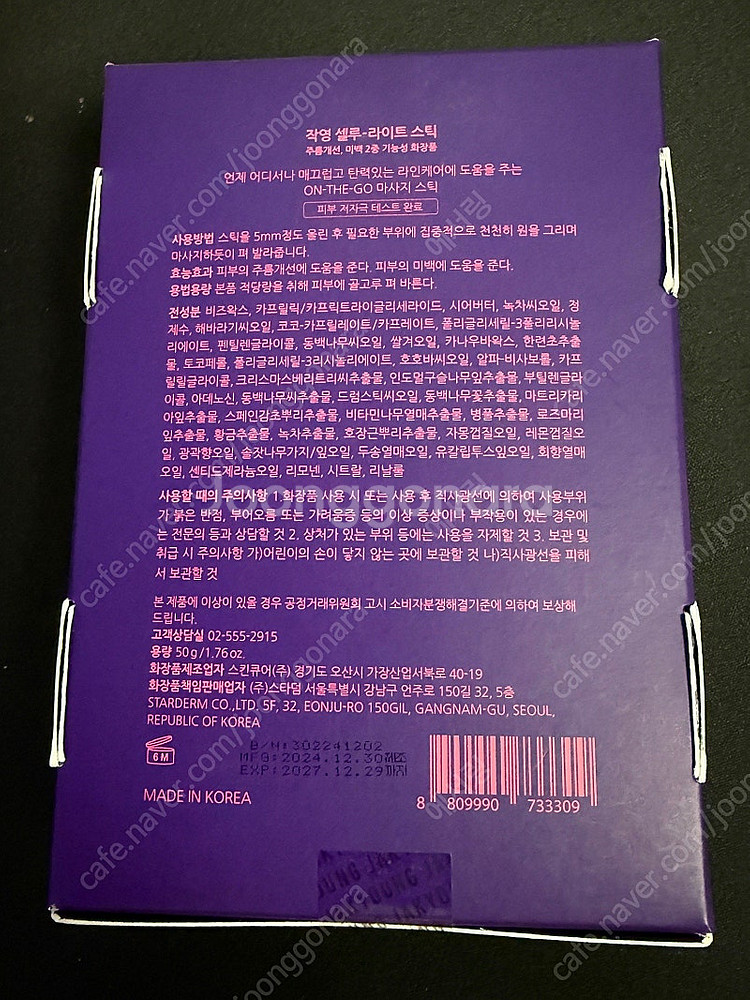 작영 셀루-라이트 스틱
주름개선, 미백 2중 기능성 화장품
언제 어디서나 매끄럽고 탄력있는 라인케어에 도움을 주는
ON-THE-GO 마사지 스틱
피부 저자극 테스트 완료
사용방법 스틱을 5mm정도 올린 후 필요한 부위에 집중적으로 천천히 원을 그리며
마사지하듯이 펴 발라줍니다.
효능효과 피부의 주름개선에 도움을 준다. 피부의 미백에 도움을 준다.
용법용량 본품 적당량을 취해 피부에 골고루 펴 바른다.
전성분 비즈왁스, 카프릴릭/카프릭트라이글리세라이드, 시어버터, 녹차씨오일, 정
제수, 해바라기씨오일, 코코-카프릴레이트/카프레이트, 폴리글리세릴-3폴리리시놀
리에이트, 펜틸렌글라이콜, 동백나무씨오일, 쌀겨오일, 카나우바왁스, 한련초추출
물, 토코페롤, 폴리글리세릴-3리시놀리에이트, 호호바씨오일, 알파-비사보롤, 카프
릴릴글라이콜, 크리스마스베리트리씨추출물, 인도멀구슬나무잎추출물, 부틸렌글라
이콜, 아데노신, 동백나무씨추출물, 드럼스틱씨오일, 동백나무꽃추출물, 마트리카리
아잎추출물, 스페인감초뿌리추출물, 비타민나무열매추출물, 병풀추출물, 로즈마리
잎추출물, 황금추출물, 녹차추출물, 호장근뿌리추출물, 자몽껍질오일, 레몬껍질오
일, 광곽향오일, 솔잣나무가지/잎오일, 두송열매오일, 유칼립투스잎오일, 회향열매
오일, 센티드제라늄오일, 리모넨, 시트랄, 리날룰
사용할 때의 주의사항 1.화장품 사용 시 또는 사용 후 직사광선에 의하여 사용부위
가 붉은 반점, 부어오름 또는 가려움증 등의 이상 증상이나 부작용이 있는 경우에
는 전문의 등과 상담할 것 2. 상처가 있는 부위 등에는 사용을 자제할 것 3. 보관 및
취급 시 주의사항 가)어린이의 손이 닿지 않는 곳에 보관할 것 나)직사광선을 피해
서 보관할 것
본 제품에 이상이 있을 경우 공정거래위원회 고시 소비자분쟁해결기준에 의하여 보상해
드립니다.
고객상담실 02-555-2915
용량 50g/1.76oz.
화장품제조업자 스킨큐어(주) 경기도 오산시 가장산업서북로 40-19
화장품책임판매업자 (주)스타덤 서울특별시 강남구 언주로 150길 32, 5층
STARDERM CO.,LTD. 5F, 32, EONJU-RO 150GIL, GANGNAM-GU, SEOUL,
REPUBLIC OF KOREA
6 M
B/N:302241202
MFG:2024.12.30제조
EXP:2027.12.29까지
MADE IN KOREA
8 809990 733309
joonggonara
cafe.naver.com/joonggonara